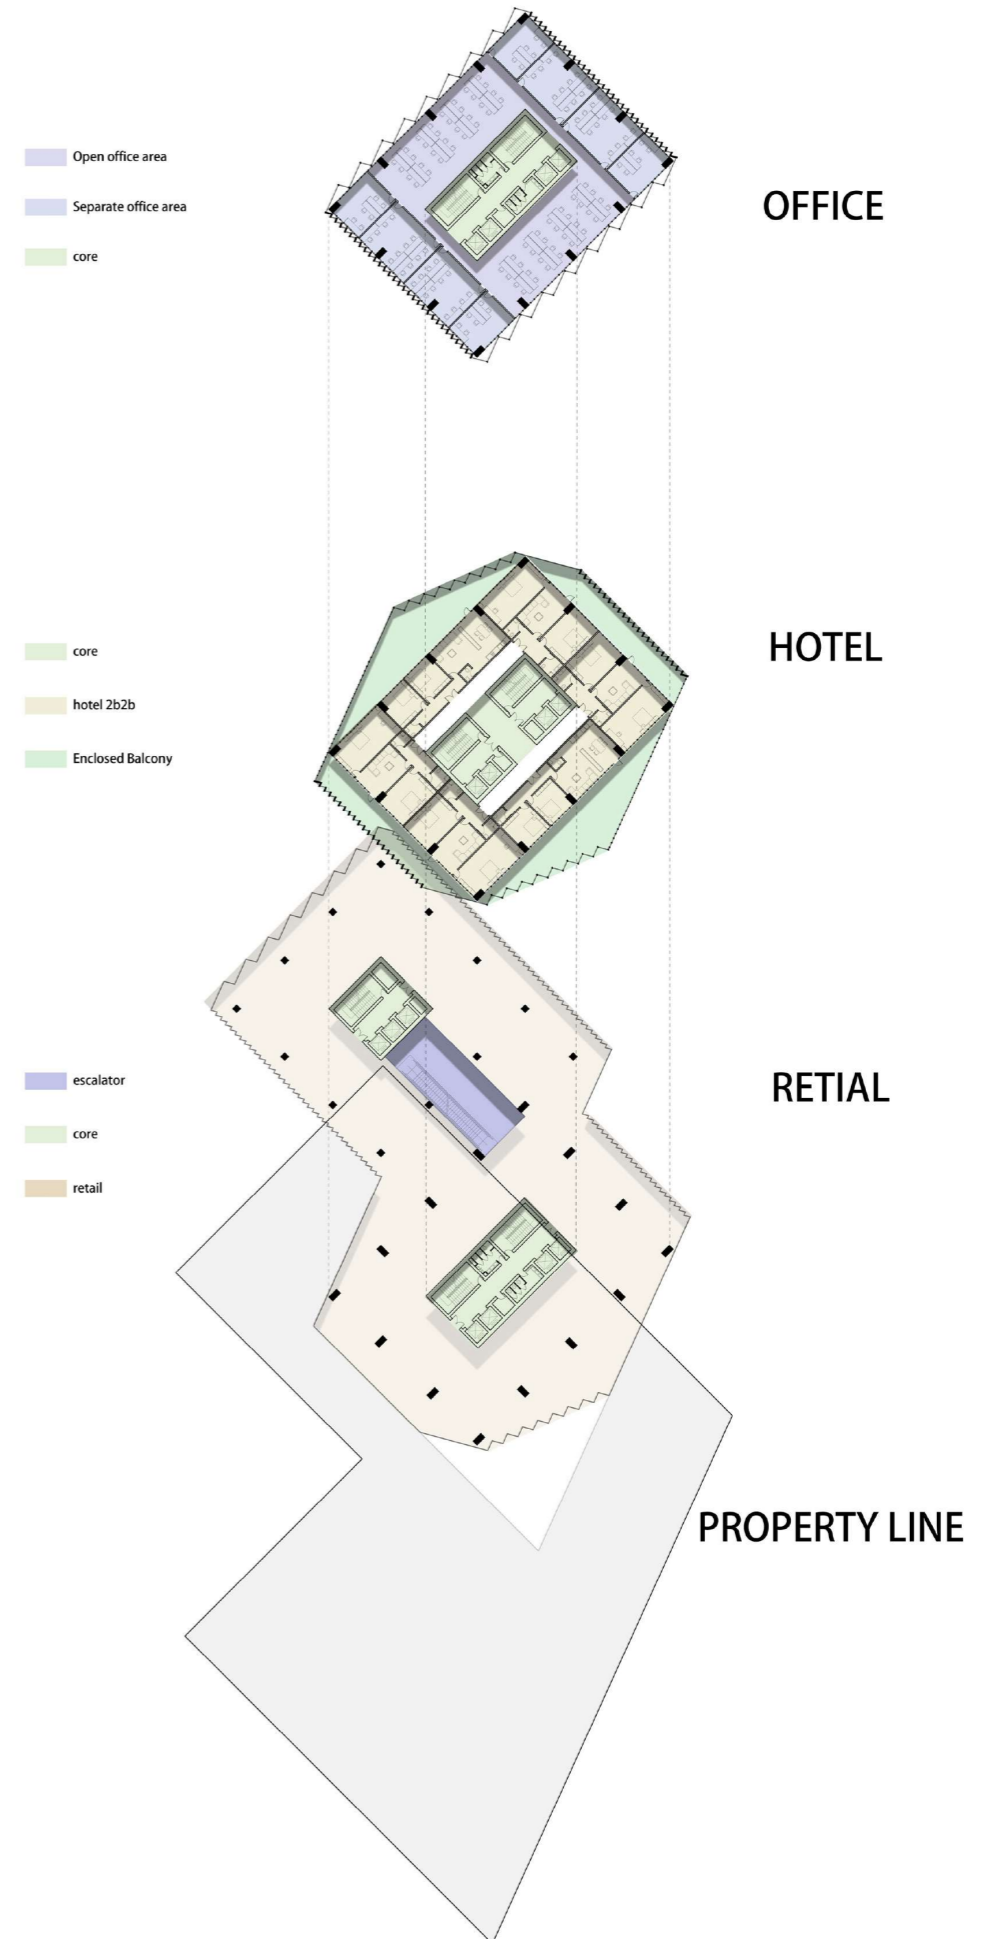 Open office area
Separate office area
core
OFFICE
core
hotel 2b2b
Enclosed Balcony
HOTEL
escalator
core
retail
RETIAL
PROPERTY LINE